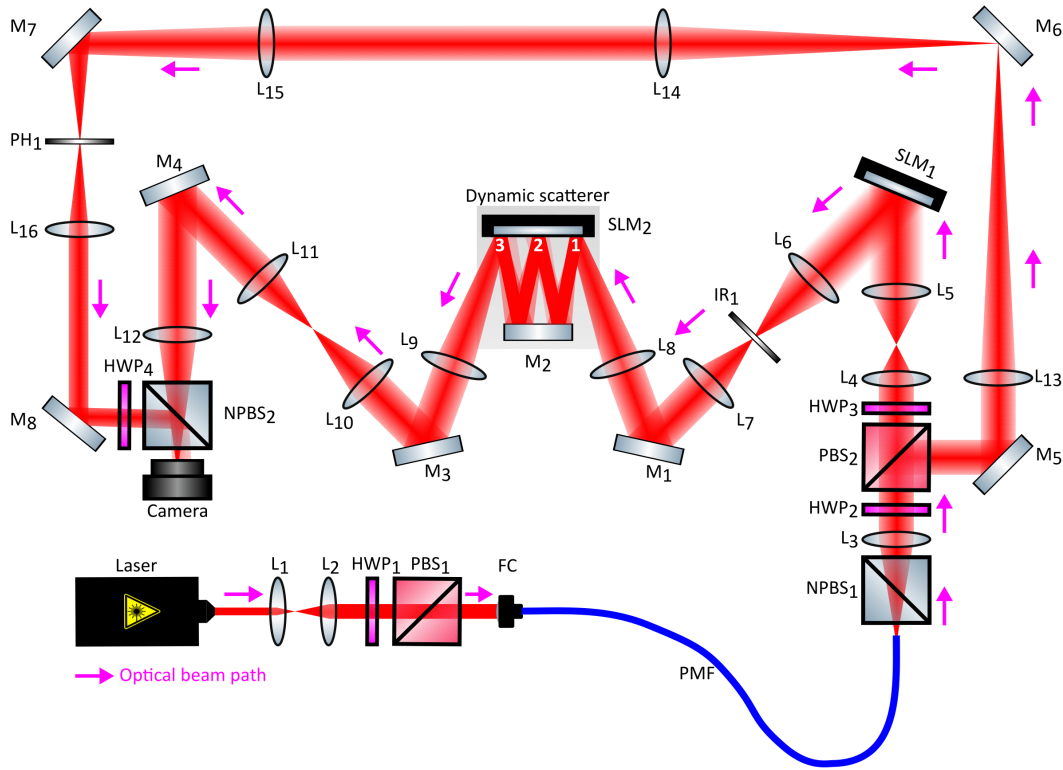 M7
L15
L14
M6
PH1
M4
SLM1
Dynamic scatterer
SLM2
3 2 1
L16
L11
L6
IR1
L5
L12
L9
M2
L8
L4
L13
HWP4
NPBS2
L10
L7
HWP3
M8
M3
M1
PBS2
M5
Camera
HWP2
L3
Laser
L1
L2
HWP1
PBS1
FC
NPBS1
Optical beam path
PMF